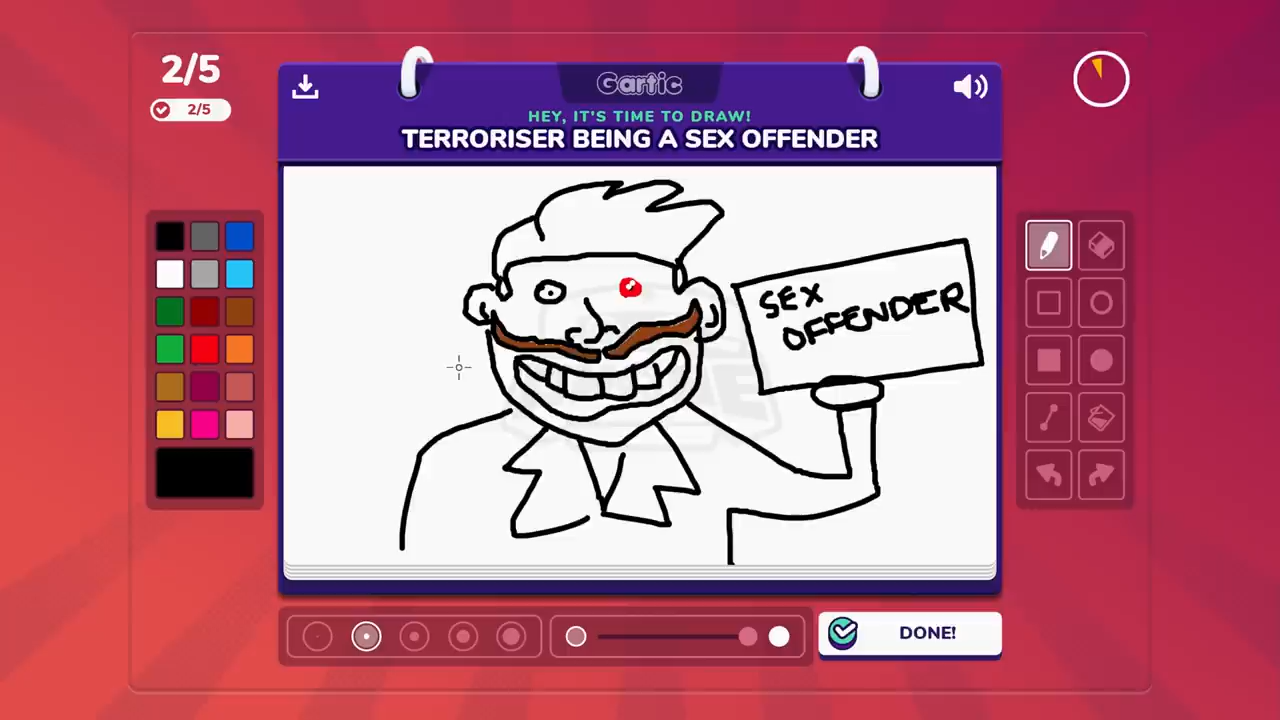 2/5
2/5
Gartic
HEY, IT'S TIME TO DRAW!
TERRORISER BEING A SEX OFFENDER
SEX
OFFENDER
DONE!